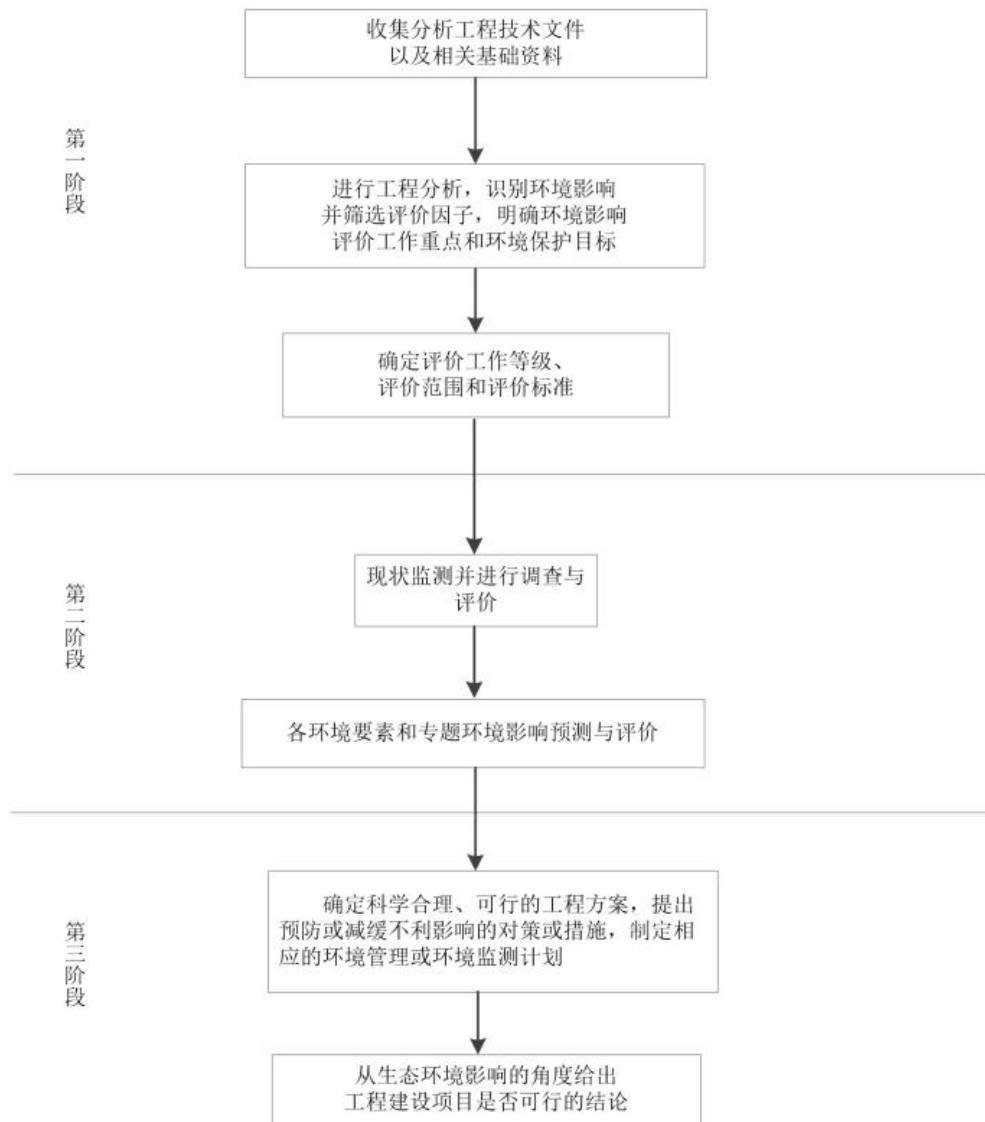 收集分析工程技术文件
以及相关基础资料
第一阶段
进行工程分析，识别环境影响
并筛选评价因子，明确环境影响
评价工作重点和环境保护目标
确定评价工作等级、
评价范围和评价标准
第二阶段
现状监测并进行调查与
评价
各环境要素和专题环境影响预测与评价
第三阶段
确定科学合理、可行的工程方案，提出
预防或减缓不利影响的对策或措施，制定相
应的环境管理或环境监测计划
从生态环境影响的角度给出
工程建设项目是否可行的结论